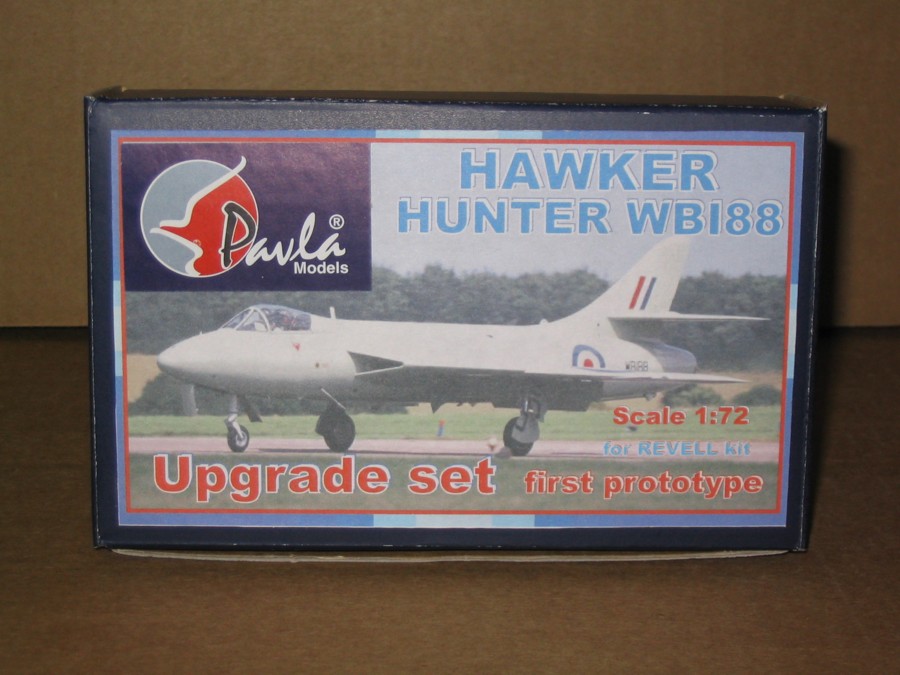 Pavla®
Models
HAWKER
HUNTER WB188
WB188
Scale 1:72
for REVELL kit
Upgrade set
first prototype